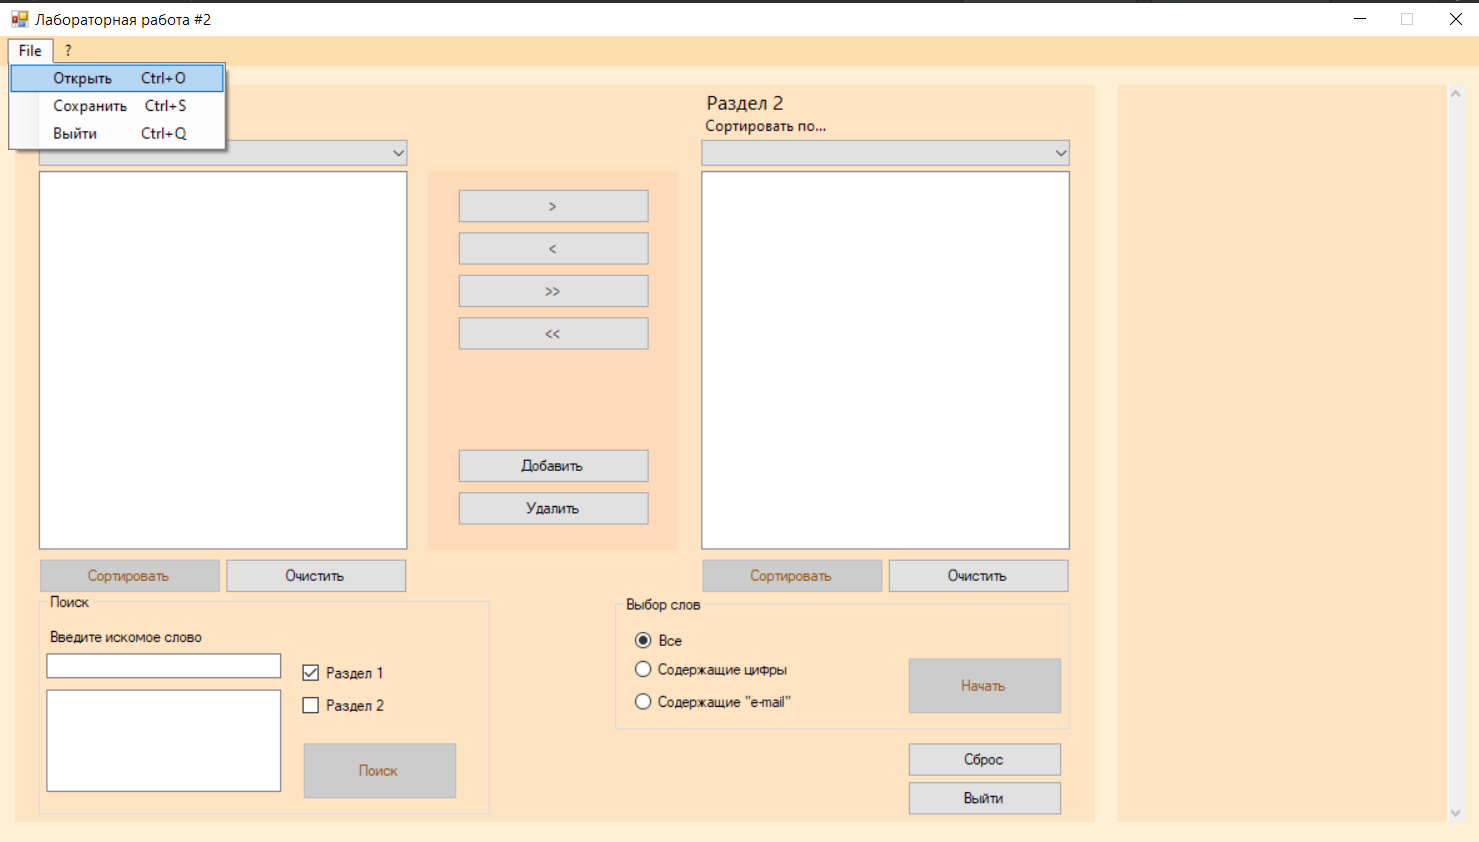 Лабораторная работа #2
File ?
Открыть Ctrl+O
Сохранить Ctrl+S
Выйти Ctrl+Q
Раздел 2
Сортировать по...
>
<
>>
<<
Добавить
Удалить
Сортировать Очистить
Сортировать Очистить
Поиск
Введите искомое слово
Раздел 1
Раздел 2
Поиск
Выбор слов
Все
Содержащие цифры
Содержащие "e-mail"
Начать
Сброс
Выйти